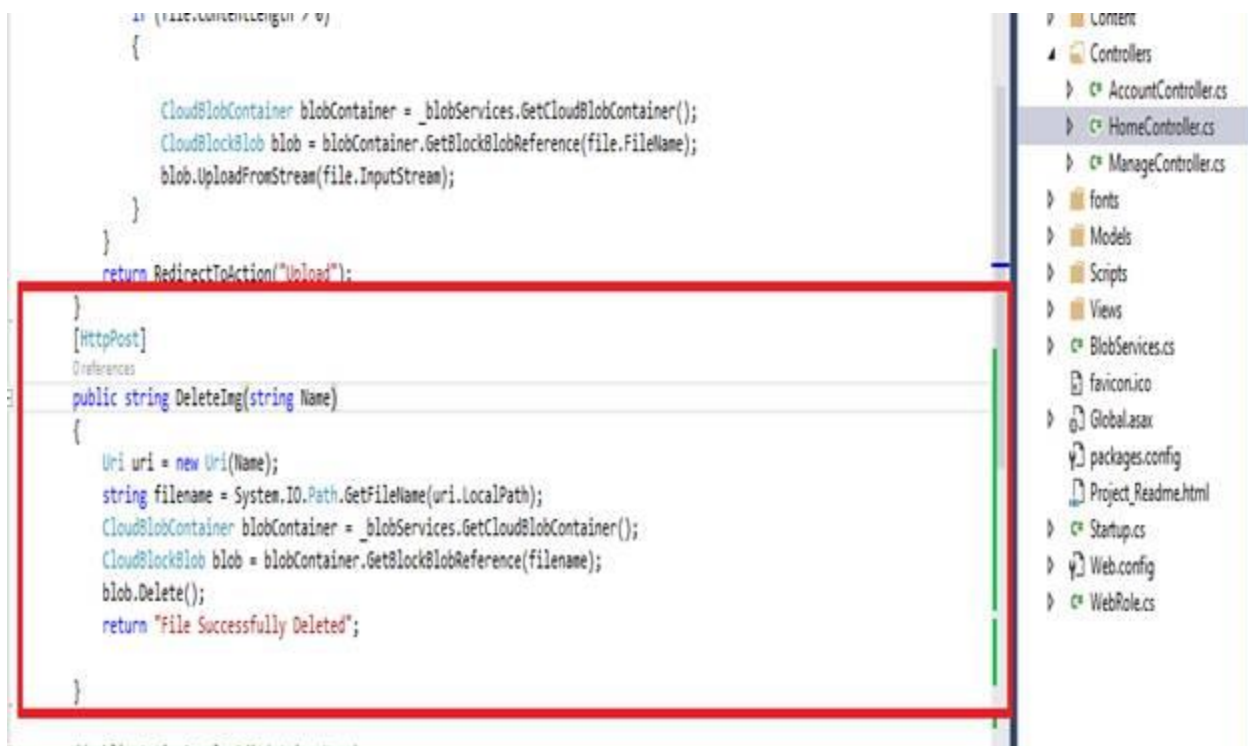 if (file.ContentLength > 0)
{
CloudBlobContainer blobContainer = _blobServices.GetCloudBlobContainer();
CloudBlockBlob blob = blobContainer.GetBlockBlobReference(file.FileName);
blob.UploadFromStream(file.InputStream);
}
}
return RedirectToAction("Upload");
}
[HttpPost]
0 references
public string DeleteImg(string Name)
{
Uri uri = new Uri(Name);
string filename = System.IO.Path.GetFileName(uri.LocalPath);
CloudBlobContainer blobContainer = _blobServices.GetCloudBlobContainer();
CloudBlockBlob blob = blobContainer.GetBlockBlobReference(filename);
blob.Delete();
return "File Successfully Deleted";
}
Content
Controllers
C# AccountController.cs
C# HomeController.cs
C# ManageController.cs
fonts
Models
Scripts
Views
C# BlobServices.cs
favicon.ico
Global.asax
packages.config
Project_Readme.html
C# Startup.cs
Web.config
C# WebRole.cs